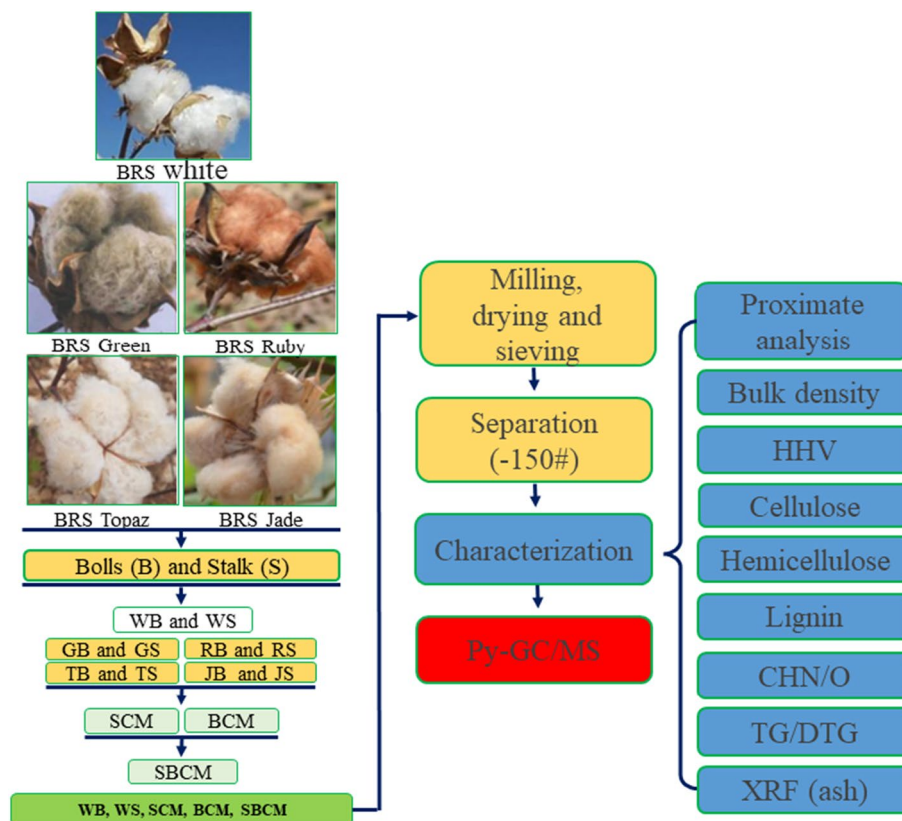 BRS White
BRS Green
BRS Ruby
BRS Topaz
BRS Jade
Bolls (B) and Stalk (S)
WB and WS
GB and GS
RB and RS
TB and TS
JB and JS
SCM
BCM
SBCM
WB, WS, SCM, BCM, SBCM
Milling,
drying and
sieving
Separation
(-150#)
Characterization
Py-GC/MS
Proximate
analysis
Bulk density
HHV
Cellulose
Hemicellulose
Lignin
CHN/O
TG/DTG
XRF (ash)